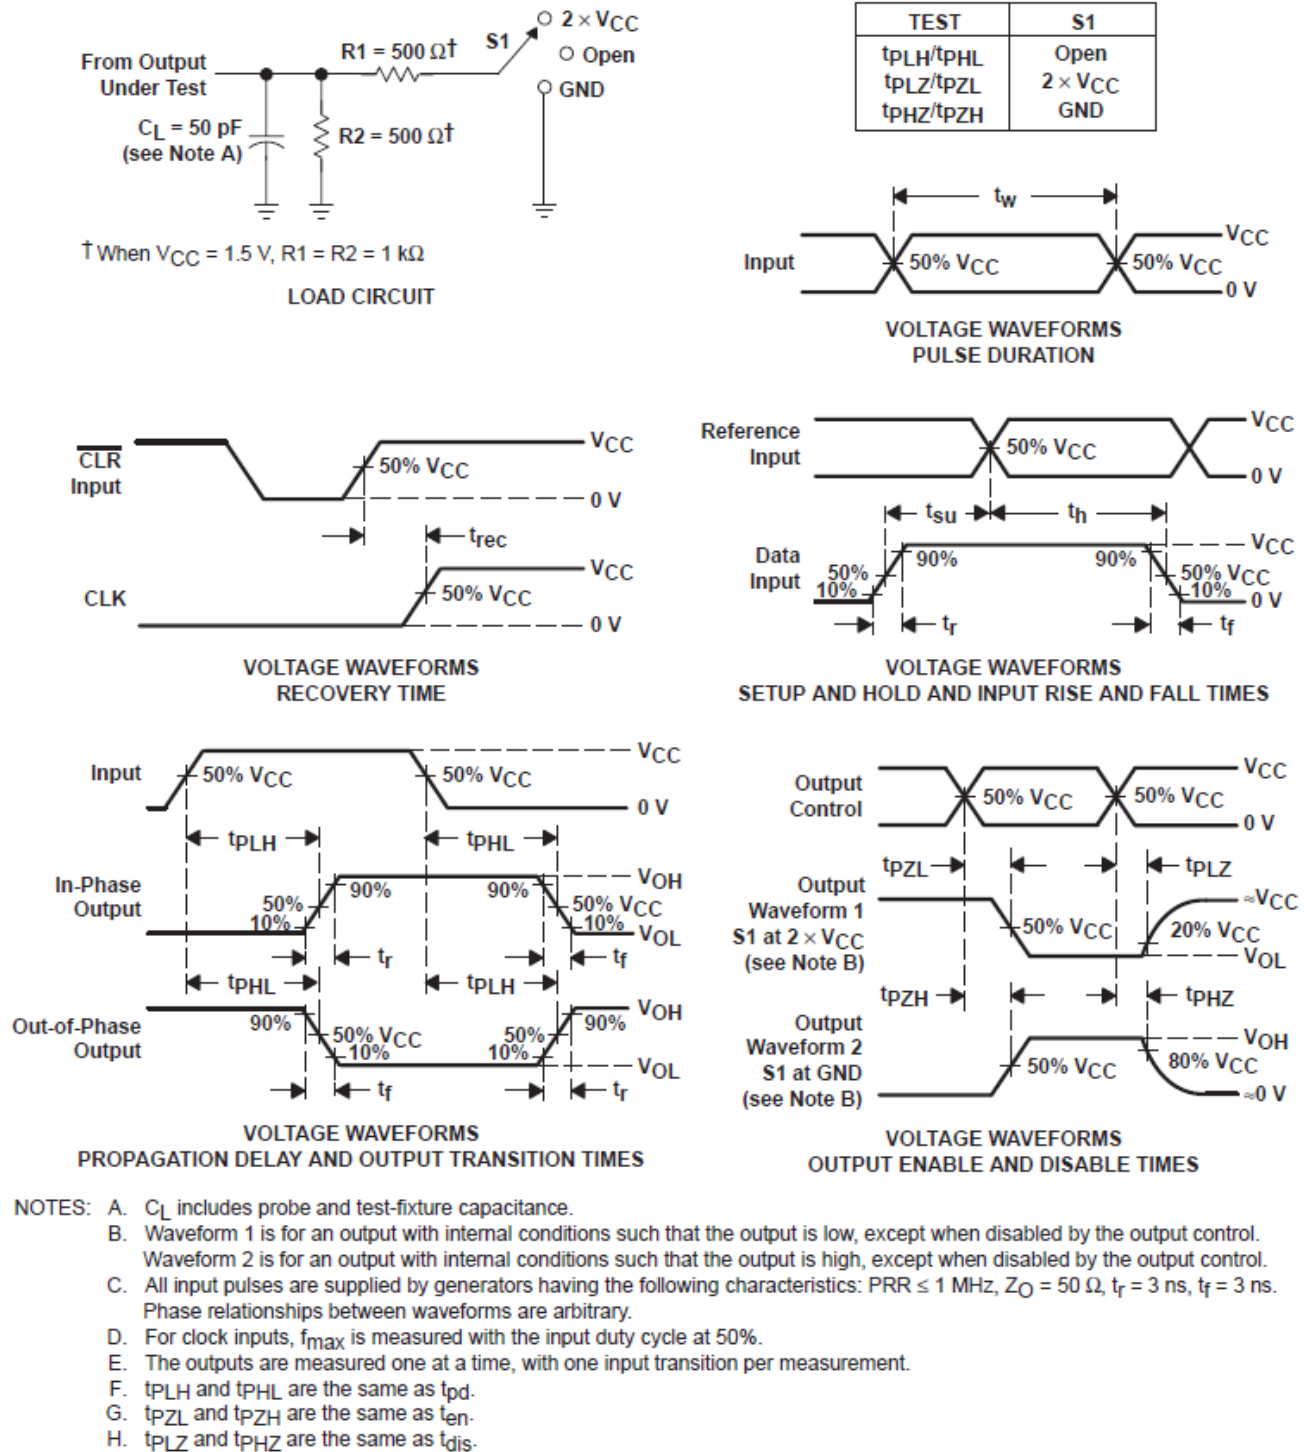 From Output
Under Test
R1 = 500 Ω†
S1
2 × VCC
Open
GND
CL = 50 pF
(see Note A)
R2 = 500 Ω†
† When VCC = 1.5 V, R1 = R2 = 1 kΩ
LOAD CIRCUIT
TEST S1
tPLH/tPHL Open
tPLZ/tPZL 2 × VCC
tPHZ/tPZH GND
tw
Input
50% VCC
50% VCC
VCC
0 V
VOLTAGE WAVEFORMS
PULSE DURATION
CLR
Input
50% VCC
VCC
0 V
trec
CLK
50% VCC
VCC
0 V
VOLTAGE WAVEFORMS
RECOVERY TIME
Reference
Input
50% VCC
VCC
0 V
tsu
th
Data
Input
50%
10%
90%
90%
50% VCC
10%
VCC
0 V
tr
tf
VOLTAGE WAVEFORMS
SETUP AND HOLD AND INPUT RISE AND FALL TIMES
Input
50% VCC
50% VCC
VCC
0 V
tPLH
tPHL
In-Phase
Output
50%
10%
90%
90%
50% VCC
10%
VOH
VOL
tr
tf
tPHL
tPLH
Out-of-Phase
Output
90%
50% VCC
10%
50%
10%
90%
VOH
VOL
tf
tr
VOLTAGE WAVEFORMS
PROPAGATION DELAY AND OUTPUT TRANSITION TIMES
Output
Control
50% VCC
50% VCC
VCC
0 V
tPZL
tPLZ
Output
Waveform 1
S1 at 2 × VCC
(see Note B)
50% VCC
20% VCC
≈VCC
VOL
tPZH
tPHZ
Output
Waveform 2
S1 at GND
(see Note B)
50% VCC
80% VCC
VOH
≈0 V
VOLTAGE WAVEFORMS
OUTPUT ENABLE AND DISABLE TIMES
NOTES: A. CL includes probe and test-fixture capacitance.
B. Waveform 1 is for an output with internal conditions such that the output is low, except when disabled by the output control.
Waveform 2 is for an output with internal conditions such that the output is high, except when disabled by the output control.
C. All input pulses are supplied by generators having the following characteristics: PRR ≤ 1 MHz, ZO = 50 Ω, tr = 3 ns, tf = 3 ns.
Phase relationships between waveforms are arbitrary.
D. For clock inputs, fmax is measured with the input duty cycle at 50%.
E. The outputs are measured one at a time, with one input transition per measurement.
F. tPLH and tPHL are the same as tpd.
G. tPZL and tPZH are the same as ten.
H. tPLZ and tPHZ are the same as tdis.